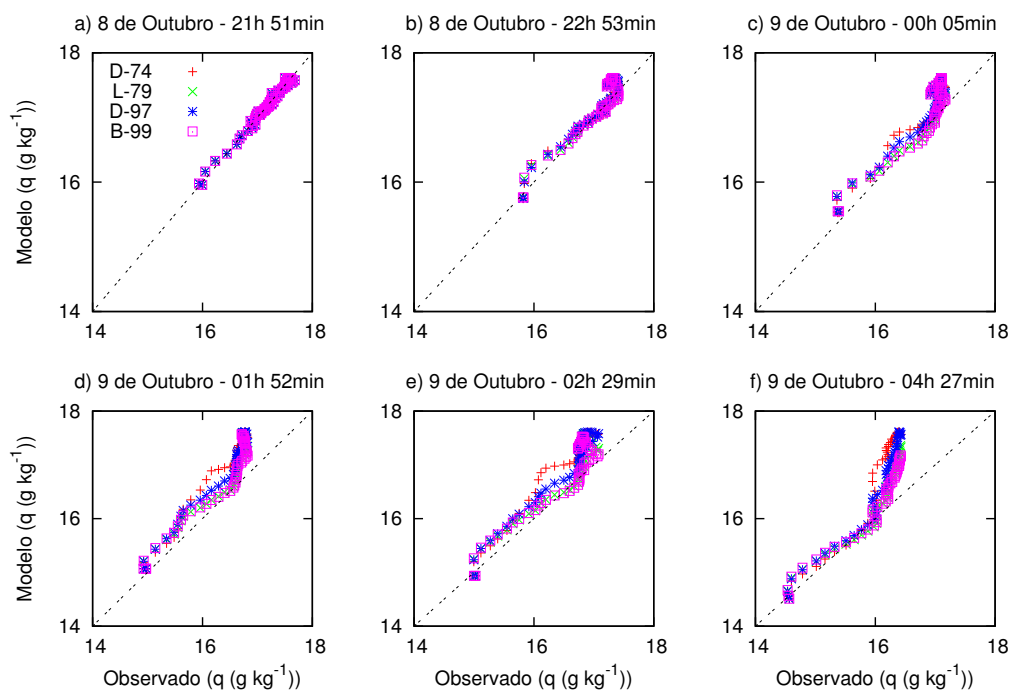 a) 8 de Outubro - 21h 51min
b) 8 de Outubro - 22h 53min
c) 9 de Outubro - 00h 05min
18
16
14
14 16 18
Modelo (q (g kg⁻¹))
D-74
L-79
D-97
B-99
18
16
14
14 16 18
18
16
14
14 16 18
d) 9 de Outubro - 01h 52min
e) 9 de Outubro - 02h 29min
f) 9 de Outubro - 04h 27min
18
16
14
14 16 18
Modelo (q (g kg⁻¹))
Observado (q (g kg⁻¹))
18
16
14
14 16 18
Observado (q (g kg⁻¹))
18
16
14
14 16 18
Observado (q (g kg⁻¹))